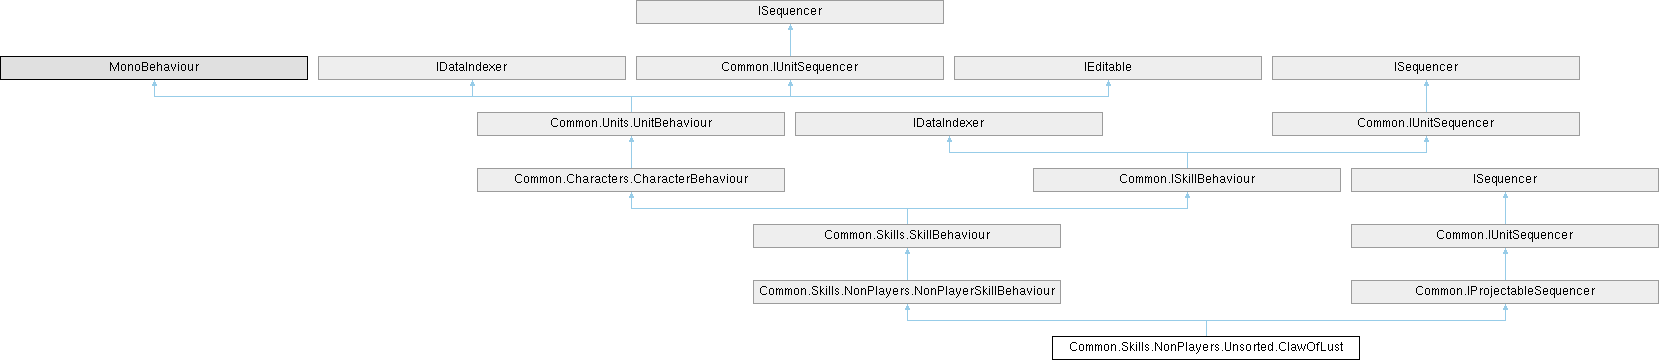 ISequencer
MonoBehaviour
IDataIndexer
Common.IUnitSequencer
IEditable
ISequencer
Common.Units.UnitBehaviour
IDataIndexer
Common.IUnitSequencer
Common.Characters.CharacterBehaviour
Common.ISkillBehaviour
ISequencer
Common.Skills.SkillBehaviour
Common.IUnitSequencer
Common.Skills.NonPlayers.NonPlayerSkillBehaviour
Common.IProjectableSequencer
Common.Skills.NonPlayers.Unsorted.ClawOfLust